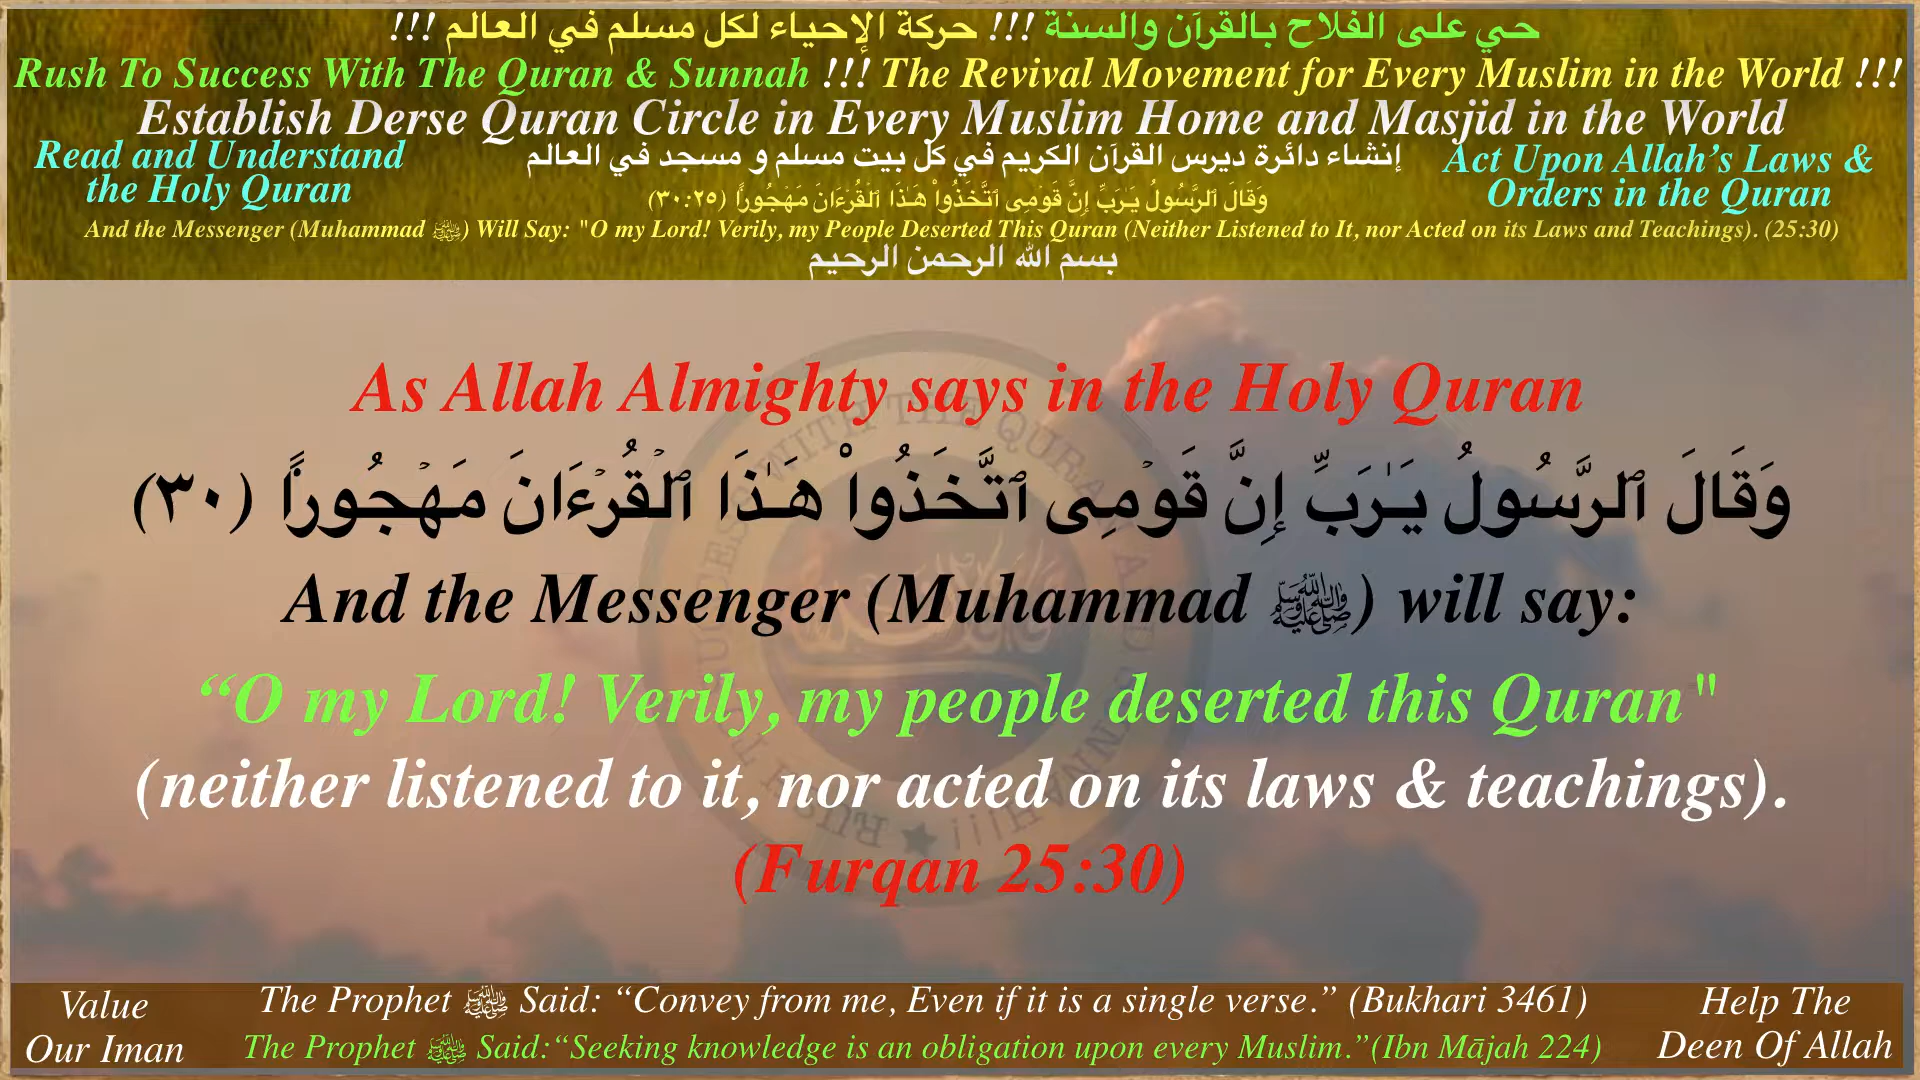 حي على الفلاح بالقرآن والسنة !!! حركة الإحياء لكل مسلم في العالم !!!
Rush To Success With The Quran & Sunnah !!! The Revival Movement for Every Muslim in the World !!!
Establish Derse Quran Circle in Every Muslim Home and Masjid in the World
Read and Understand
the Holy Quran
إنشاء دائرة ديرس القرآن الكريم في كل بيت مسلم و مسجد في العالم
Act Upon Allah’s Laws &
Orders in the Quran
وَقَالَ ٱلرَّسُولُ يَـٰرَبِّ إِنَّ قَوْمِى ٱتَّخَذُوا۟ هَـٰذَا ٱلْقُرْءَانَ مَهْجُورًۭا (٣٠:٢٥)
And the Messenger (Muhammad ﷺ) Will Say: "O my Lord! Verily, my People Deserted This Quran (Neither Listened to It, nor Acted on its Laws and Teachings). (25:30)
بسم الله الرحمن الرحيم
As Allah Almighty says in the Holy Quran
وَقَالَ ٱلرَّسُولُ يَـٰرَبِّ إِنَّ قَوْمِى ٱتَّخَذُوا۟ هَـٰذَا ٱلْقُرْءَانَ مَهْجُورًۭا (٣٠)
And the Messenger (Muhammad ﷺ) will say:
“O my Lord! Verily, my people deserted this Quran"
(neither listened to it, nor acted on its laws & teachings).
(Furqan 25:30)
Value
Our Iman
The Prophet ﷺ Said: “Convey from me, Even if it is a single verse.” (Bukhari 3461)
The Prophet ﷺ Said:“Seeking knowledge is an obligation upon every Muslim.”(Ibn Mājah 224)
Help The
Deen Of Allah